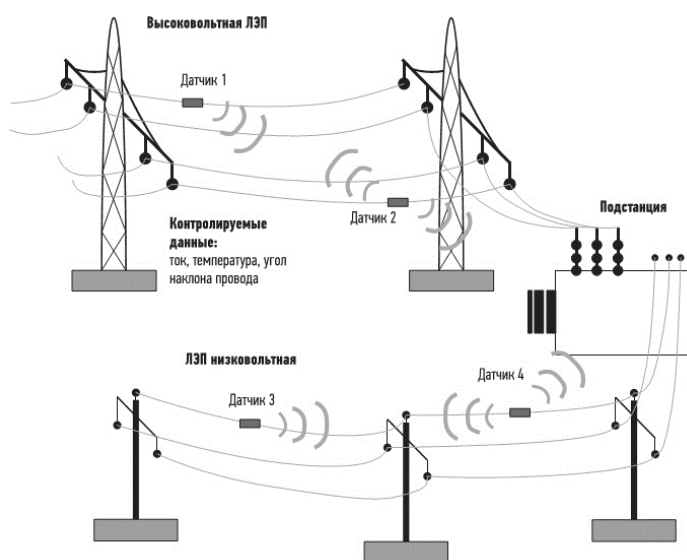 Высоковольтная ЛЭП
Датчик 1
Датчик 2
Контролируемые
данные:
ток, температура, угол
наклона провода
Подстанция
ЛЭП низковольтная
Датчик 3
Датчик 4